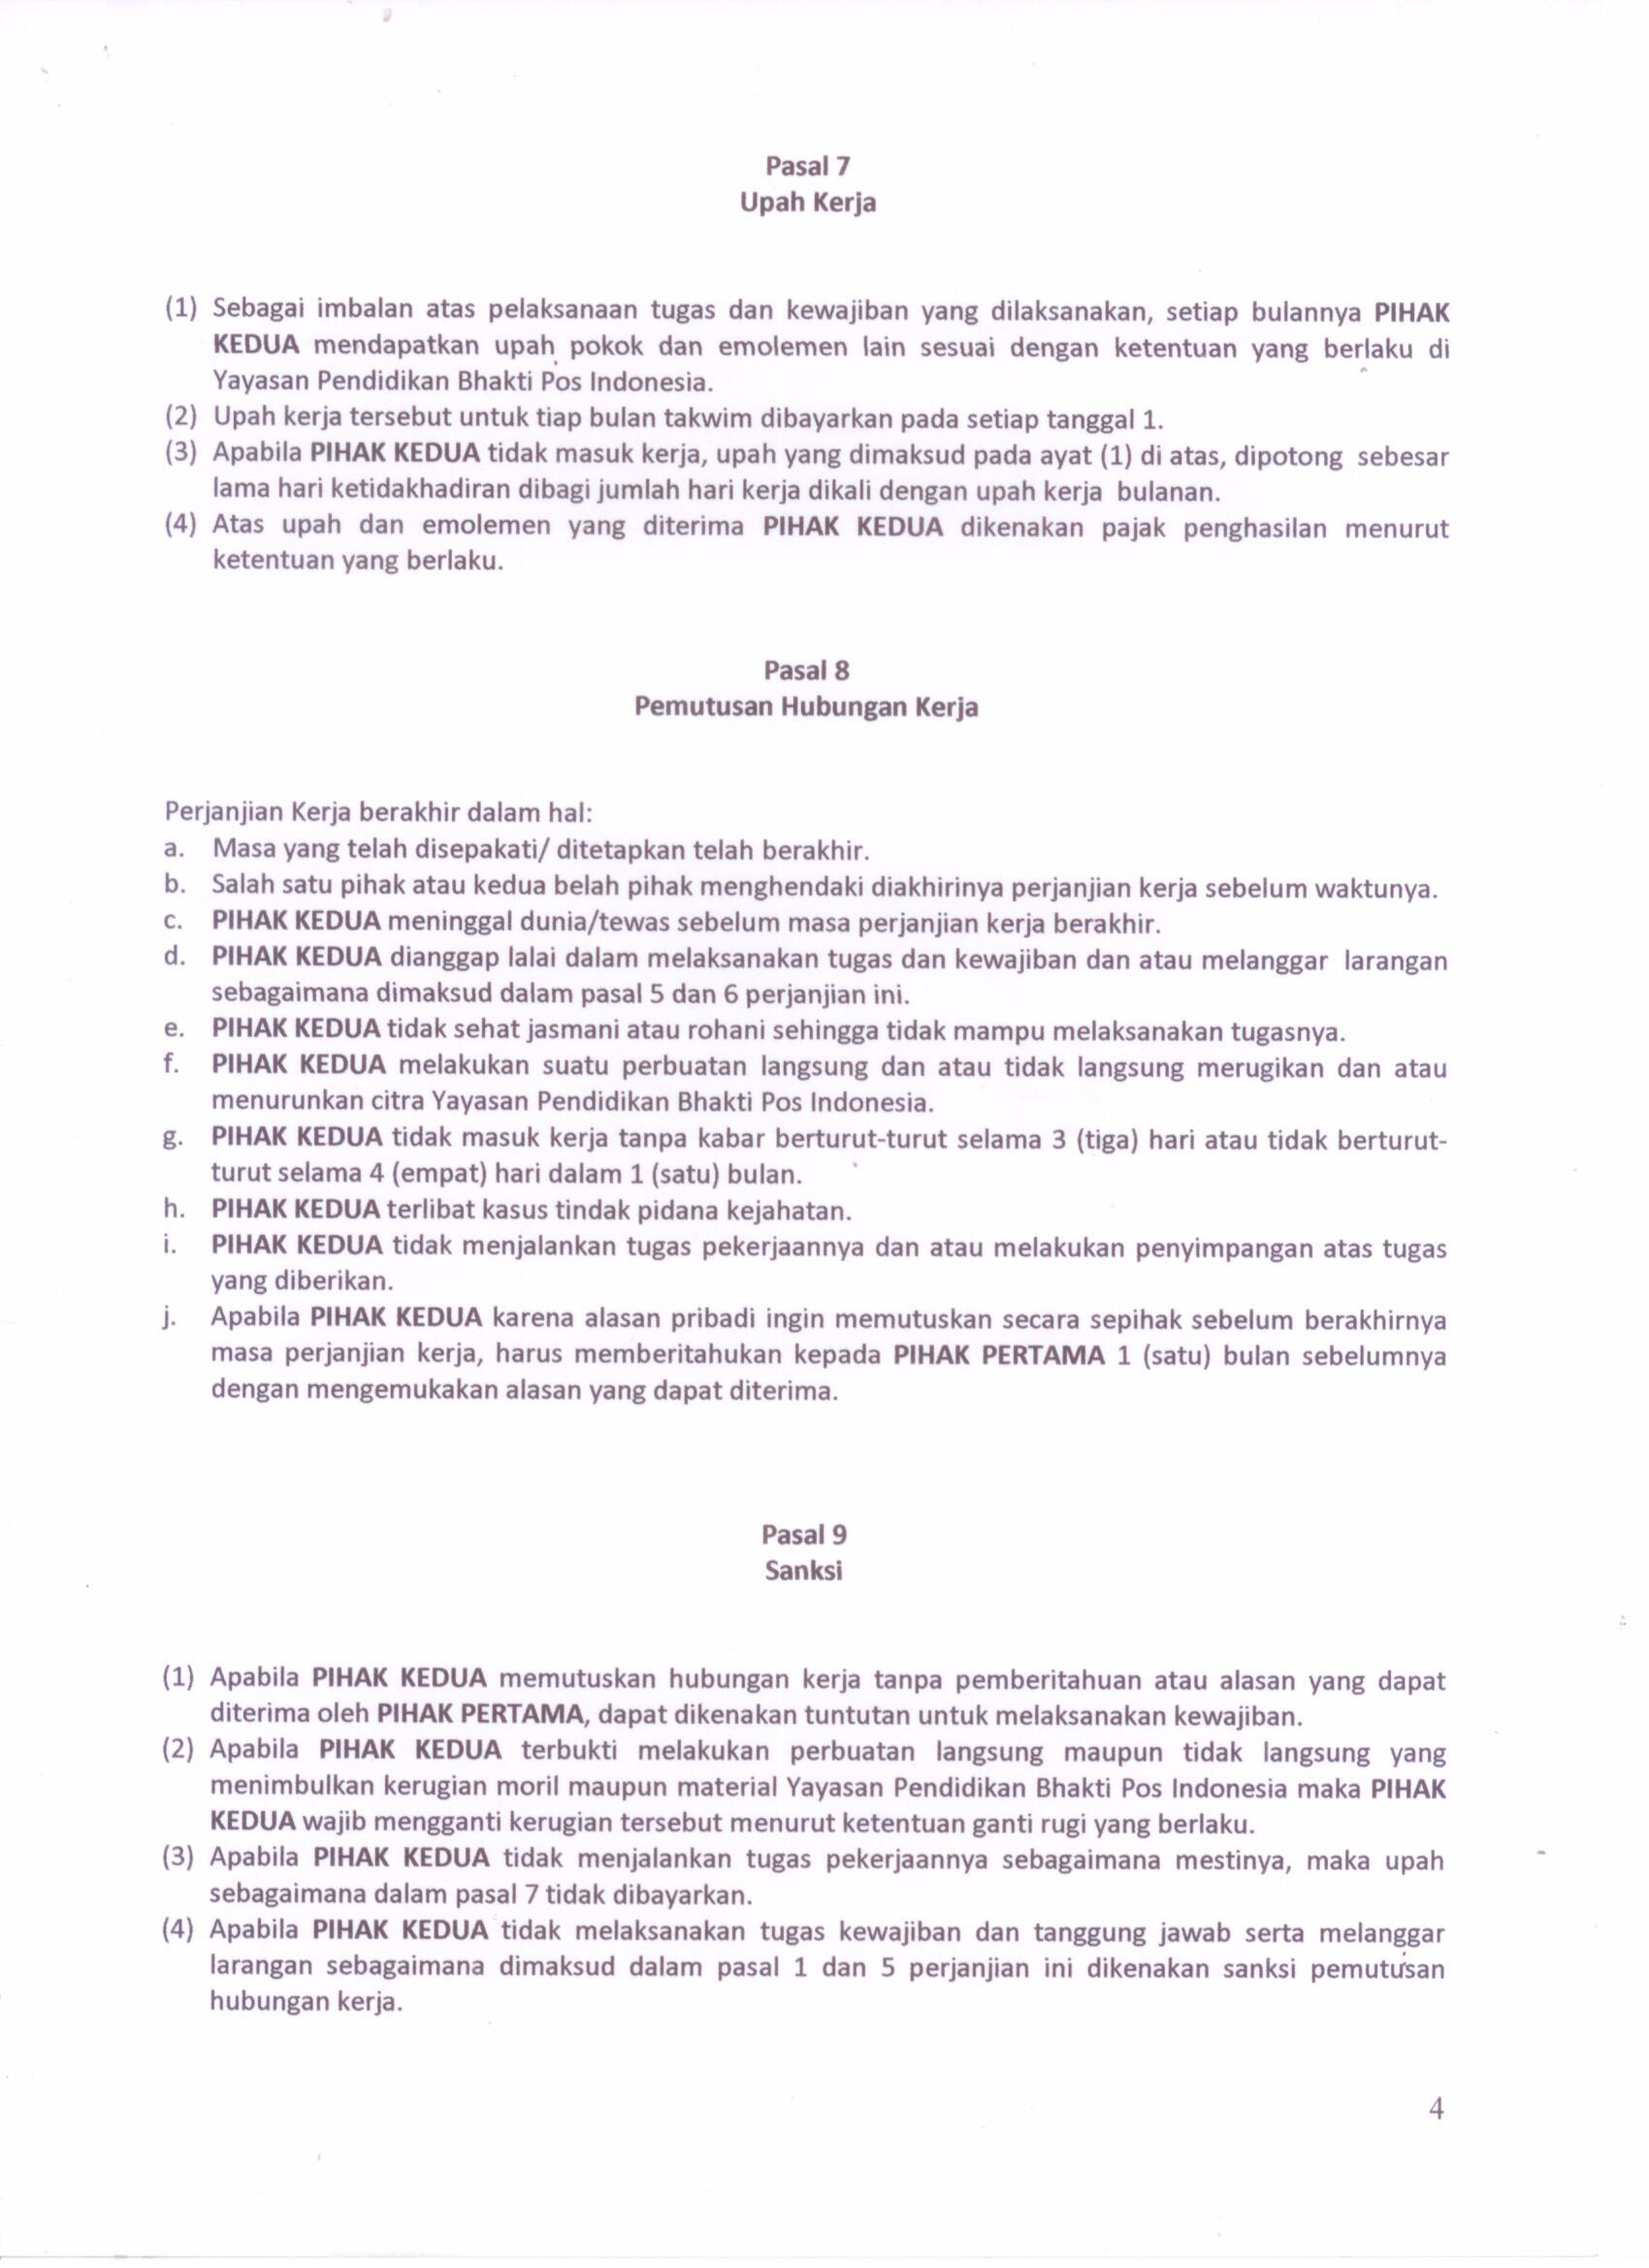 Pasal 7
Upah Kerja
(1) Sebagai imbalan atas pelaksanaan tugas dan kewajiban yang dilaksanakan, setiap bulannya PIHAK
KEDUA mendapatkan upah pokok dan emolemen lain sesuai dengan ketentuan yang berlaku di
Yayasan Pendidikan Bhakti Pos Indonesia.
(2) Upah kerja tersebut untuk tiap bulan takwim dibayarkan pada setiap tanggal 1.
(3) Apabila PIHAK KEDUA tidak masuk kerja, upah yang dimaksud pada ayat (1) di atas, dipotong sebesar
lama hari ketidakhadiran dibagi jumlah hari kerja dikali dengan upah kerja bulanan.
(4) Atas upah dan emolemen yang diterima PIHAK KEDUA dikenakan pajak penghasilan menurut
ketentuan yang berlaku.
Pasal 8
Pemutusan Hubungan Kerja
Perjanjian Kerja berakhir dalam hal:
a. Masa yang telah disepakati/ ditetapkan telah berakhir.
b. Salah satu pihak atau kedua belah pihak menghendaki diakhirinya perjanjian kerja sebelum waktunya.
c. PIHAK KEDUA meninggal dunia/tewas sebelum masa perjanjian kerja berakhir.
d. PIHAK KEDUA dianggap lalai dalam melaksanakan tugas dan kewajiban dan atau melanggar larangan
sebagaimana dimaksud dalam pasal 5 dan 6 perjanjian ini.
e. PIHAK KEDUA tidak sehat jasmani atau rohani sehingga tidak mampu melaksanakan tugasnya.
f. PIHAK KEDUA melakukan suatu perbuatan langsung dan atau tidak langsung merugikan dan atau
menurunkan citra Yayasan Pendidikan Bhakti Pos Indonesia.
g. PIHAK KEDUA tidak masuk kerja tanpa kabar berturut-turut selama 3 (tiga) hari atau tidak berturut-
turut selama 4 (empat) hari dalam 1 (satu) bulan.
h. PIHAK KEDUA terlibat kasus tindak pidana kejahatan.
i. PIHAK KEDUA tidak menjalankan tugas pekerjaannya dan atau melakukan penyimpangan atas tugas
yang diberikan.
j. Apabila PIHAK KEDUA karena alasan pribadi ingin memutuskan secara sepihak sebelum berakhirnya
masa perjanjian kerja, harus memberitahukan kepada PIHAK PERTAMA 1 (satu) bulan sebelumnya
dengan mengemukakan alasan yang dapat diterima.
Pasal 9
Sanksi
(1) Apabila PIHAK KEDUA memutuskan hubungan kerja tanpa pemberitahuan atau alasan yang dapat
diterima oleh PIHAK PERTAMA, dapat dikenakan tuntutan untuk melaksanakan kewajiban.
(2) Apabila PIHAK KEDUA terbukti melakukan perbuatan langsung maupun tidak langsung yang
menimbulkan kerugian moril maupun material Yayasan Pendidikan Bhakti Pos Indonesia maka PIHAK
KEDUA wajib mengganti kerugian tersebut menurut ketentuan ganti rugi yang berlaku.
(3) Apabila PIHAK KEDUA tidak menjalankan tugas pekerjaannya sebagaimana mestinya, maka upah
sebagaimana dalam pasal 7 tidak dibayarkan.
(4) Apabila PIHAK KEDUA tidak melaksanakan tugas kewajiban dan tanggung jawab serta melanggar
larangan sebagaimana dimaksud dalam pasal 1 dan 5 perjanjian ini dikenakan sanksi pemutusan
hubungan kerja.
4